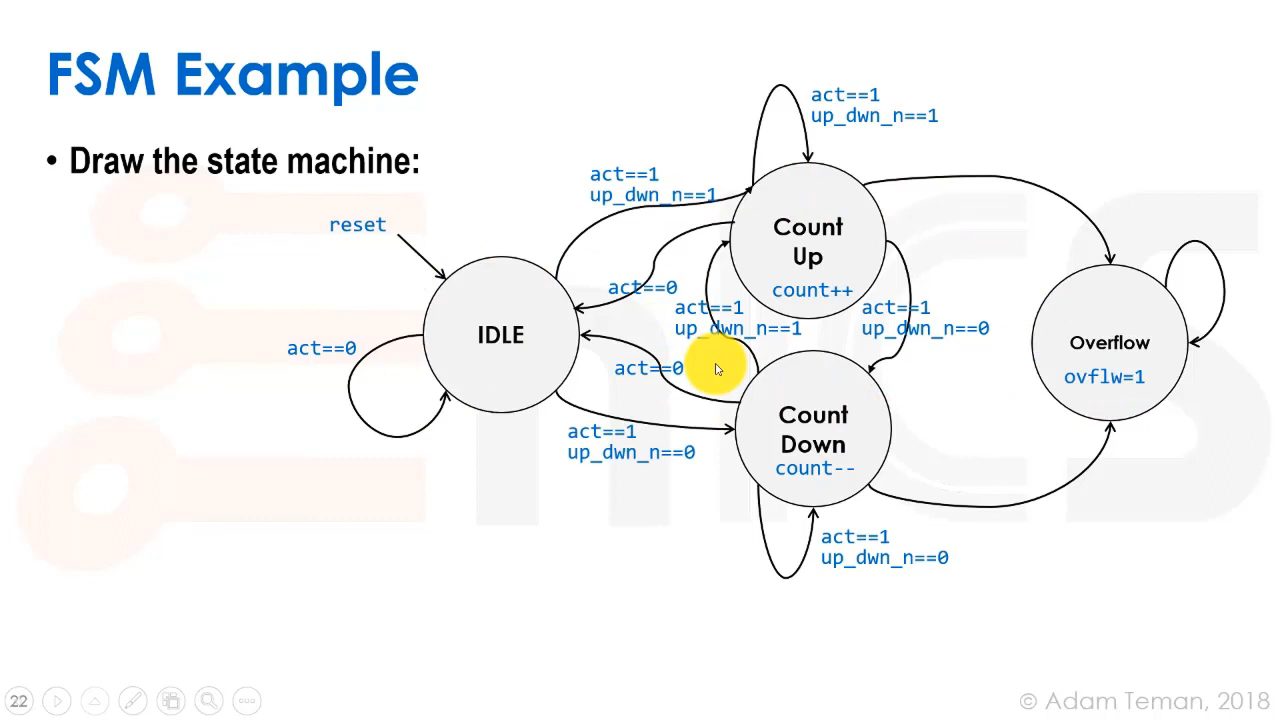 FSM Example
• Draw the state machine:
reset
act==0
IDLE
act==1
up_dwn_n==1
act==0
act==0
act==1
up_dwn_n==0
act==1
up_dwn_n==1
Count
Up
count++
act==1
up_dwn_n==1
act==1
up_dwn_n==0
Count
Down
count--
act==1
up_dwn_n==0
Overflow
ovflw=1
22
© Adam Teman, 2018